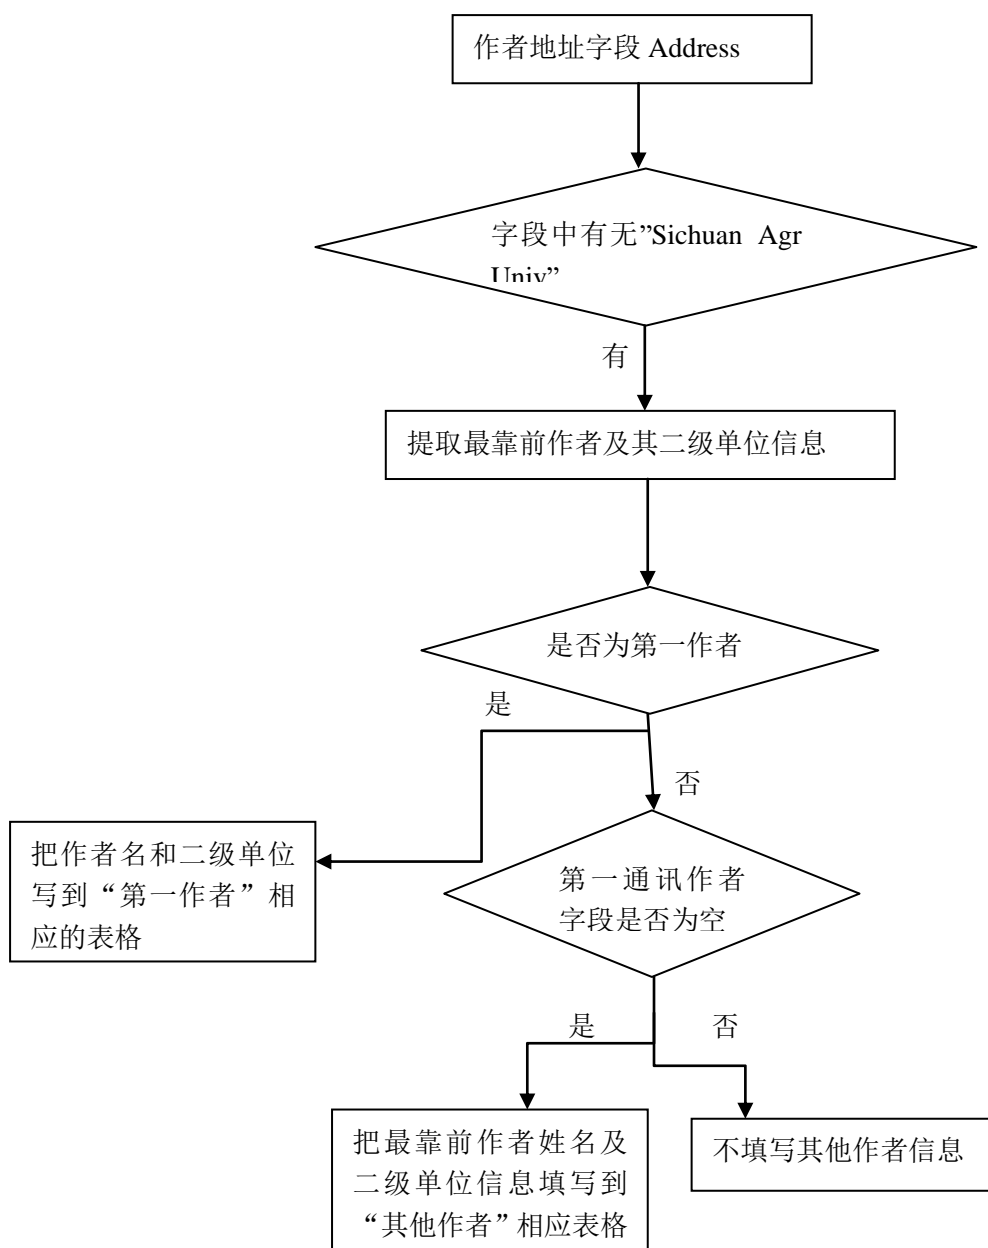 作者地址字段 Address
字段中有无”Sichuan Agr
Univ”
有
提取最靠前作者及其二级单位信息
是否为第一作者
是
否
把作者名和二级单位
写到“第一作者”相
应的表格
第一通讯作者
字段是否为空
是
否
把最靠前作者姓名及
二级单位信息填写到
“其他作者”相应表格
不填写其他作者信息